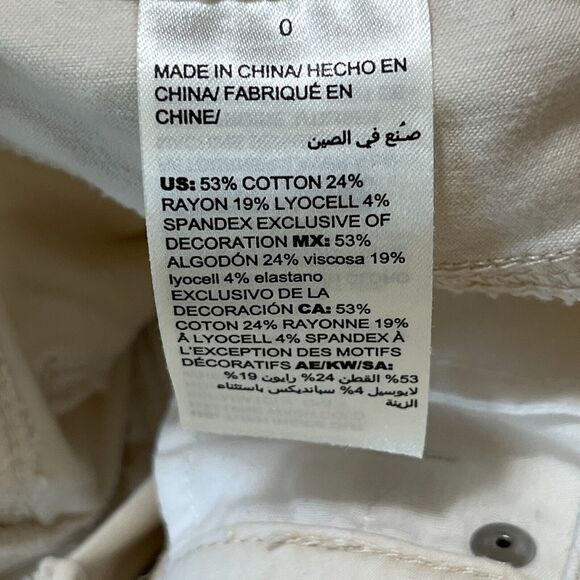 0
MADE IN CHINA/ HECHO EN
CHINA/ FABRIQUÉ EN
CHINE/
صُنع في الصين
US: 53% COTTON 24%
RAYON 19% LYOCELL 4%
SPANDEX EXCLUSIVE OF
DECORATION MX: 53%
ALGODÓN 24% viscosa 19%
lyocell 4% elastano
EXCLUSIVO DE LA
DECORACIÓN CA: 53%
COTON 24% RAYONNE 19%
À LYOCELL 4% SPANDEX À
L'EXCEPTION DES MOTIFS
DÉCORATIFS AE/KW/SA:
53% القطن 24% رايون 19%
لايوسيل 4% سبانديكس باستثناء
الزينة